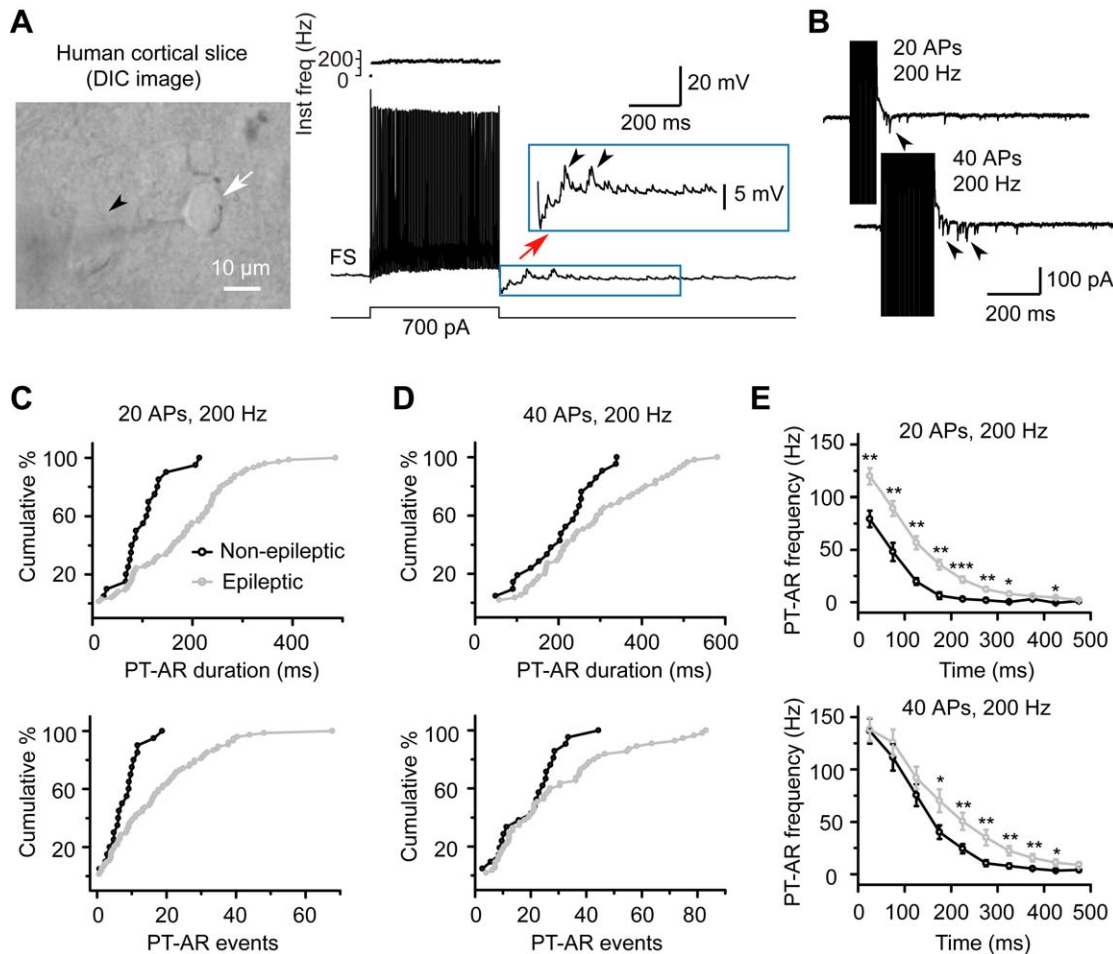 A
Human cortical slice
(DIC image)
10 µm
Inst freq (Hz)
200
0
20 mV
200 ms
5 mV
FS
700 pA
B
20 APs
200 Hz
40 APs
200 Hz
100 pA
200 ms
C
20 APs, 200 Hz
Cumulative %
100
60
20
Non-epileptic
Epileptic
0 200 400
PT-AR duration (ms)
Cumulative %
100
60
20
0 20 40 60
PT-AR events
D
40 APs, 200 Hz
Cumulative %
100
60
20
0 200 400 600
PT-AR duration (ms)
Cumulative %
100
60
20
0 20 40 60 80
PT-AR events
E
20 APs, 200 Hz
PT-AR frequency (Hz)
150
100
50
0
** ** ** ** *** ** * *
0 100 200 300 400 500
Time (ms)
40 APs, 200 Hz
PT-AR frequency (Hz)
150
100
50
0
* ** ** ** ** *
0 100 200 300 400 500
Time (ms)